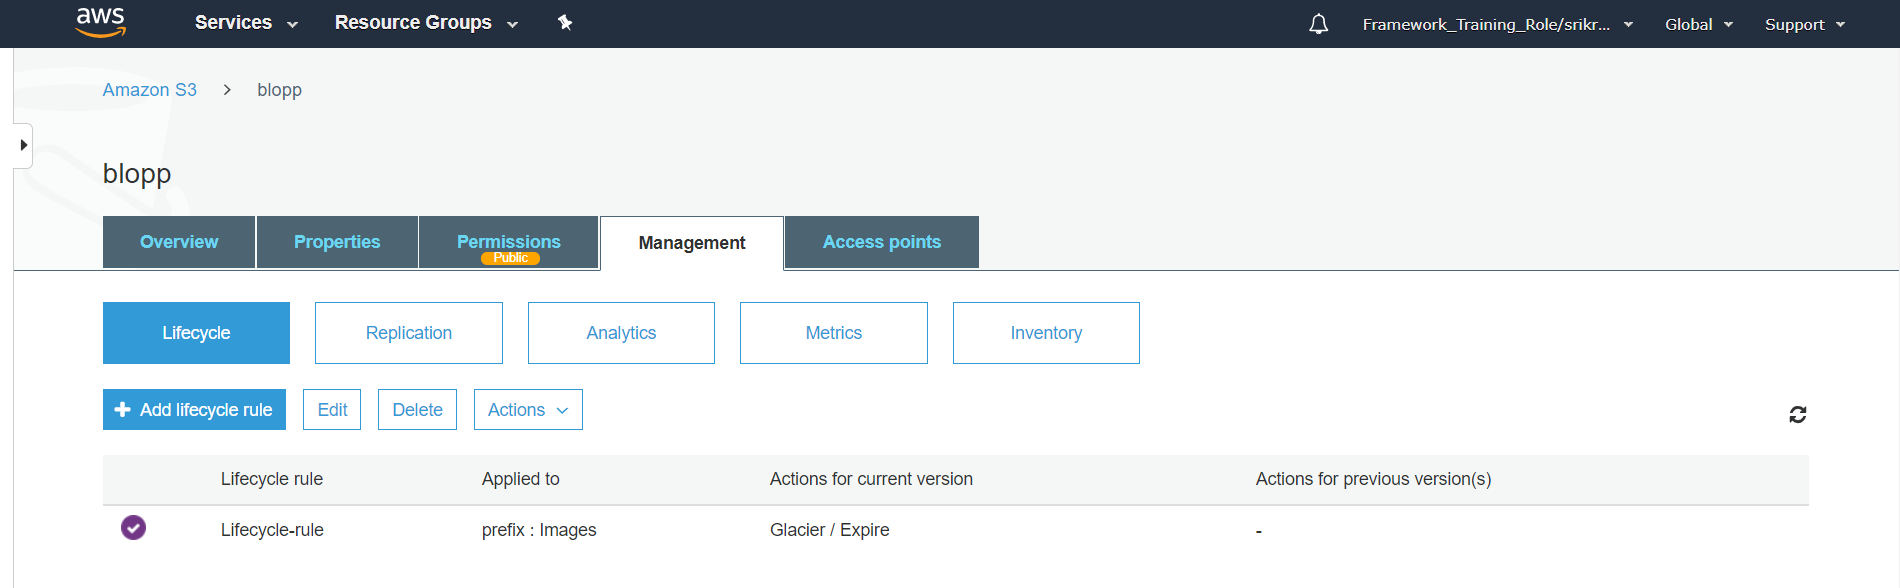 aws Services Resource Groups Framework_Training_Role/srikr... Global Support
Amazon S3 > blopp
blopp
Overview Properties Permissions Management Access points
Public
Lifecycle Replication Analytics Metrics Inventory
+ Add lifecycle rule Edit Delete Actions
Lifecycle rule Applied to Actions for current version Actions for previous version(s)
Lifecycle-rule prefix : Images Glacier / Expire -